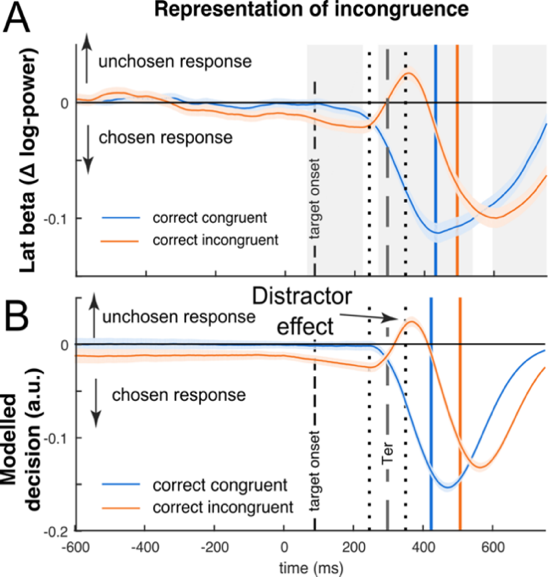 Representation of incongruence
A
unchosen response
0
chosen response
Lat beta (Δ log-power)
-0.1
target onset
correct congruent
correct incongruent
B
Distractor
effect
unchosen response
0
chosen response
Modelled
decision (a.u.)
-0.1
target onset
Ter
correct congruent
correct incongruent
-0.2
-600 -400 -200 0 200 400 600
time (ms)